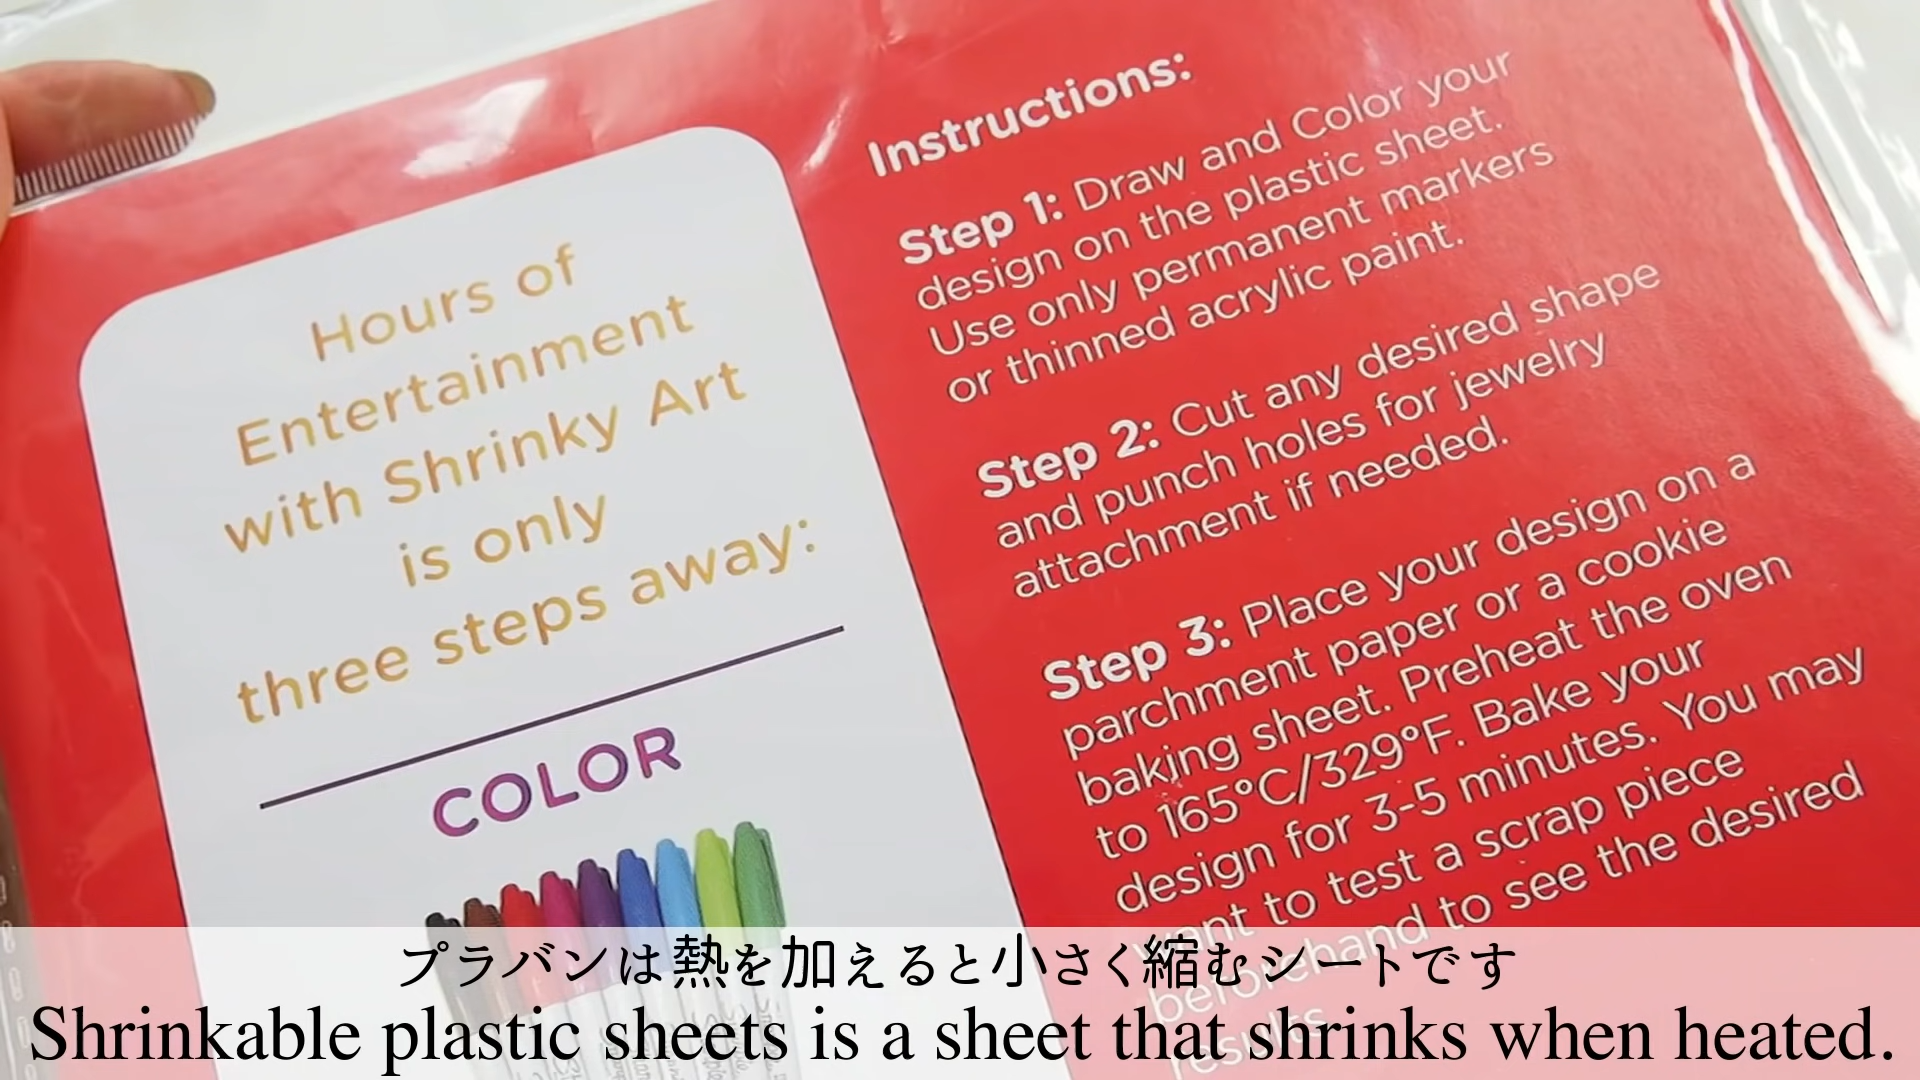 Hours of
Entertainment
with Shrinky Art
is only
three steps away:
COLOR
Instructions:
Step 1: Draw and Color your
design on the plastic sheet.
Use only permanent markers
or thinned acrylic paint.
Step 2: Cut any desired shape
and punch holes for jewelry
attachment if needed.
Step 3: Place your design on a
parchment paper or a cookie
baking sheet. Preheat the oven
to 165°C/329°F. Bake your
design for 3-5 minutes. You may
want to test a scrap piece
beforehand to see the desired
results.
プラバンは熱を加えると小さく縮むシートです
Shrinkable plastic sheets is a sheet that shrinks when heated.